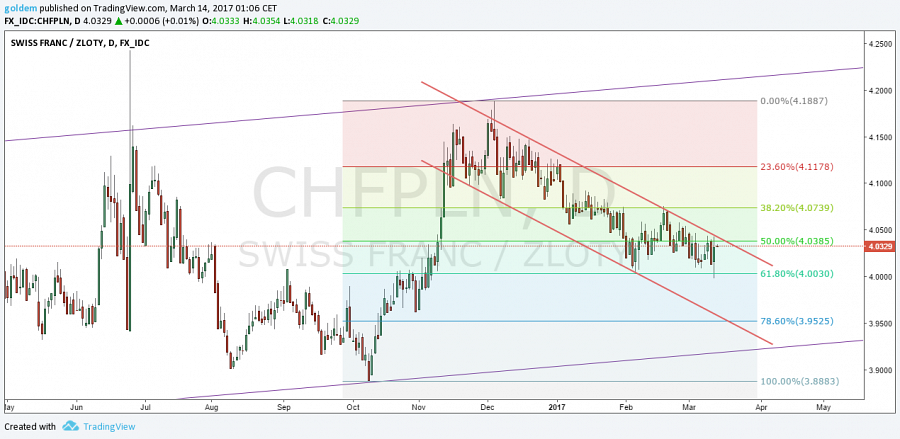 goldem published on TradingView.com, March 14, 2017 01:06 CET
FX_IDC:CHFPLN, D 4.0329 ▲ +0.0006 (+0.01%) O:4.0333 H:4.0354 L:4.0318 C:4.0329
SWISS FRANC / ZLOTY, D, FX_IDC
CHFPLN, D
SWISS FRANC / ZLOTY
4.2500
4.2000
4.1500
4.1000
4.0500
4.0329
4.0000
3.9500
3.9000
0.00%(4.1887)
23.60%(4.1178)
38.20%(4.0739)
50.00%(4.0385)
61.80%(4.0030)
78.60%(3.9525)
100.00%(3.8883)
May Jun Jul Aug Sep Oct Nov Dec 2017 Feb Mar Apr May
Created with TradingView